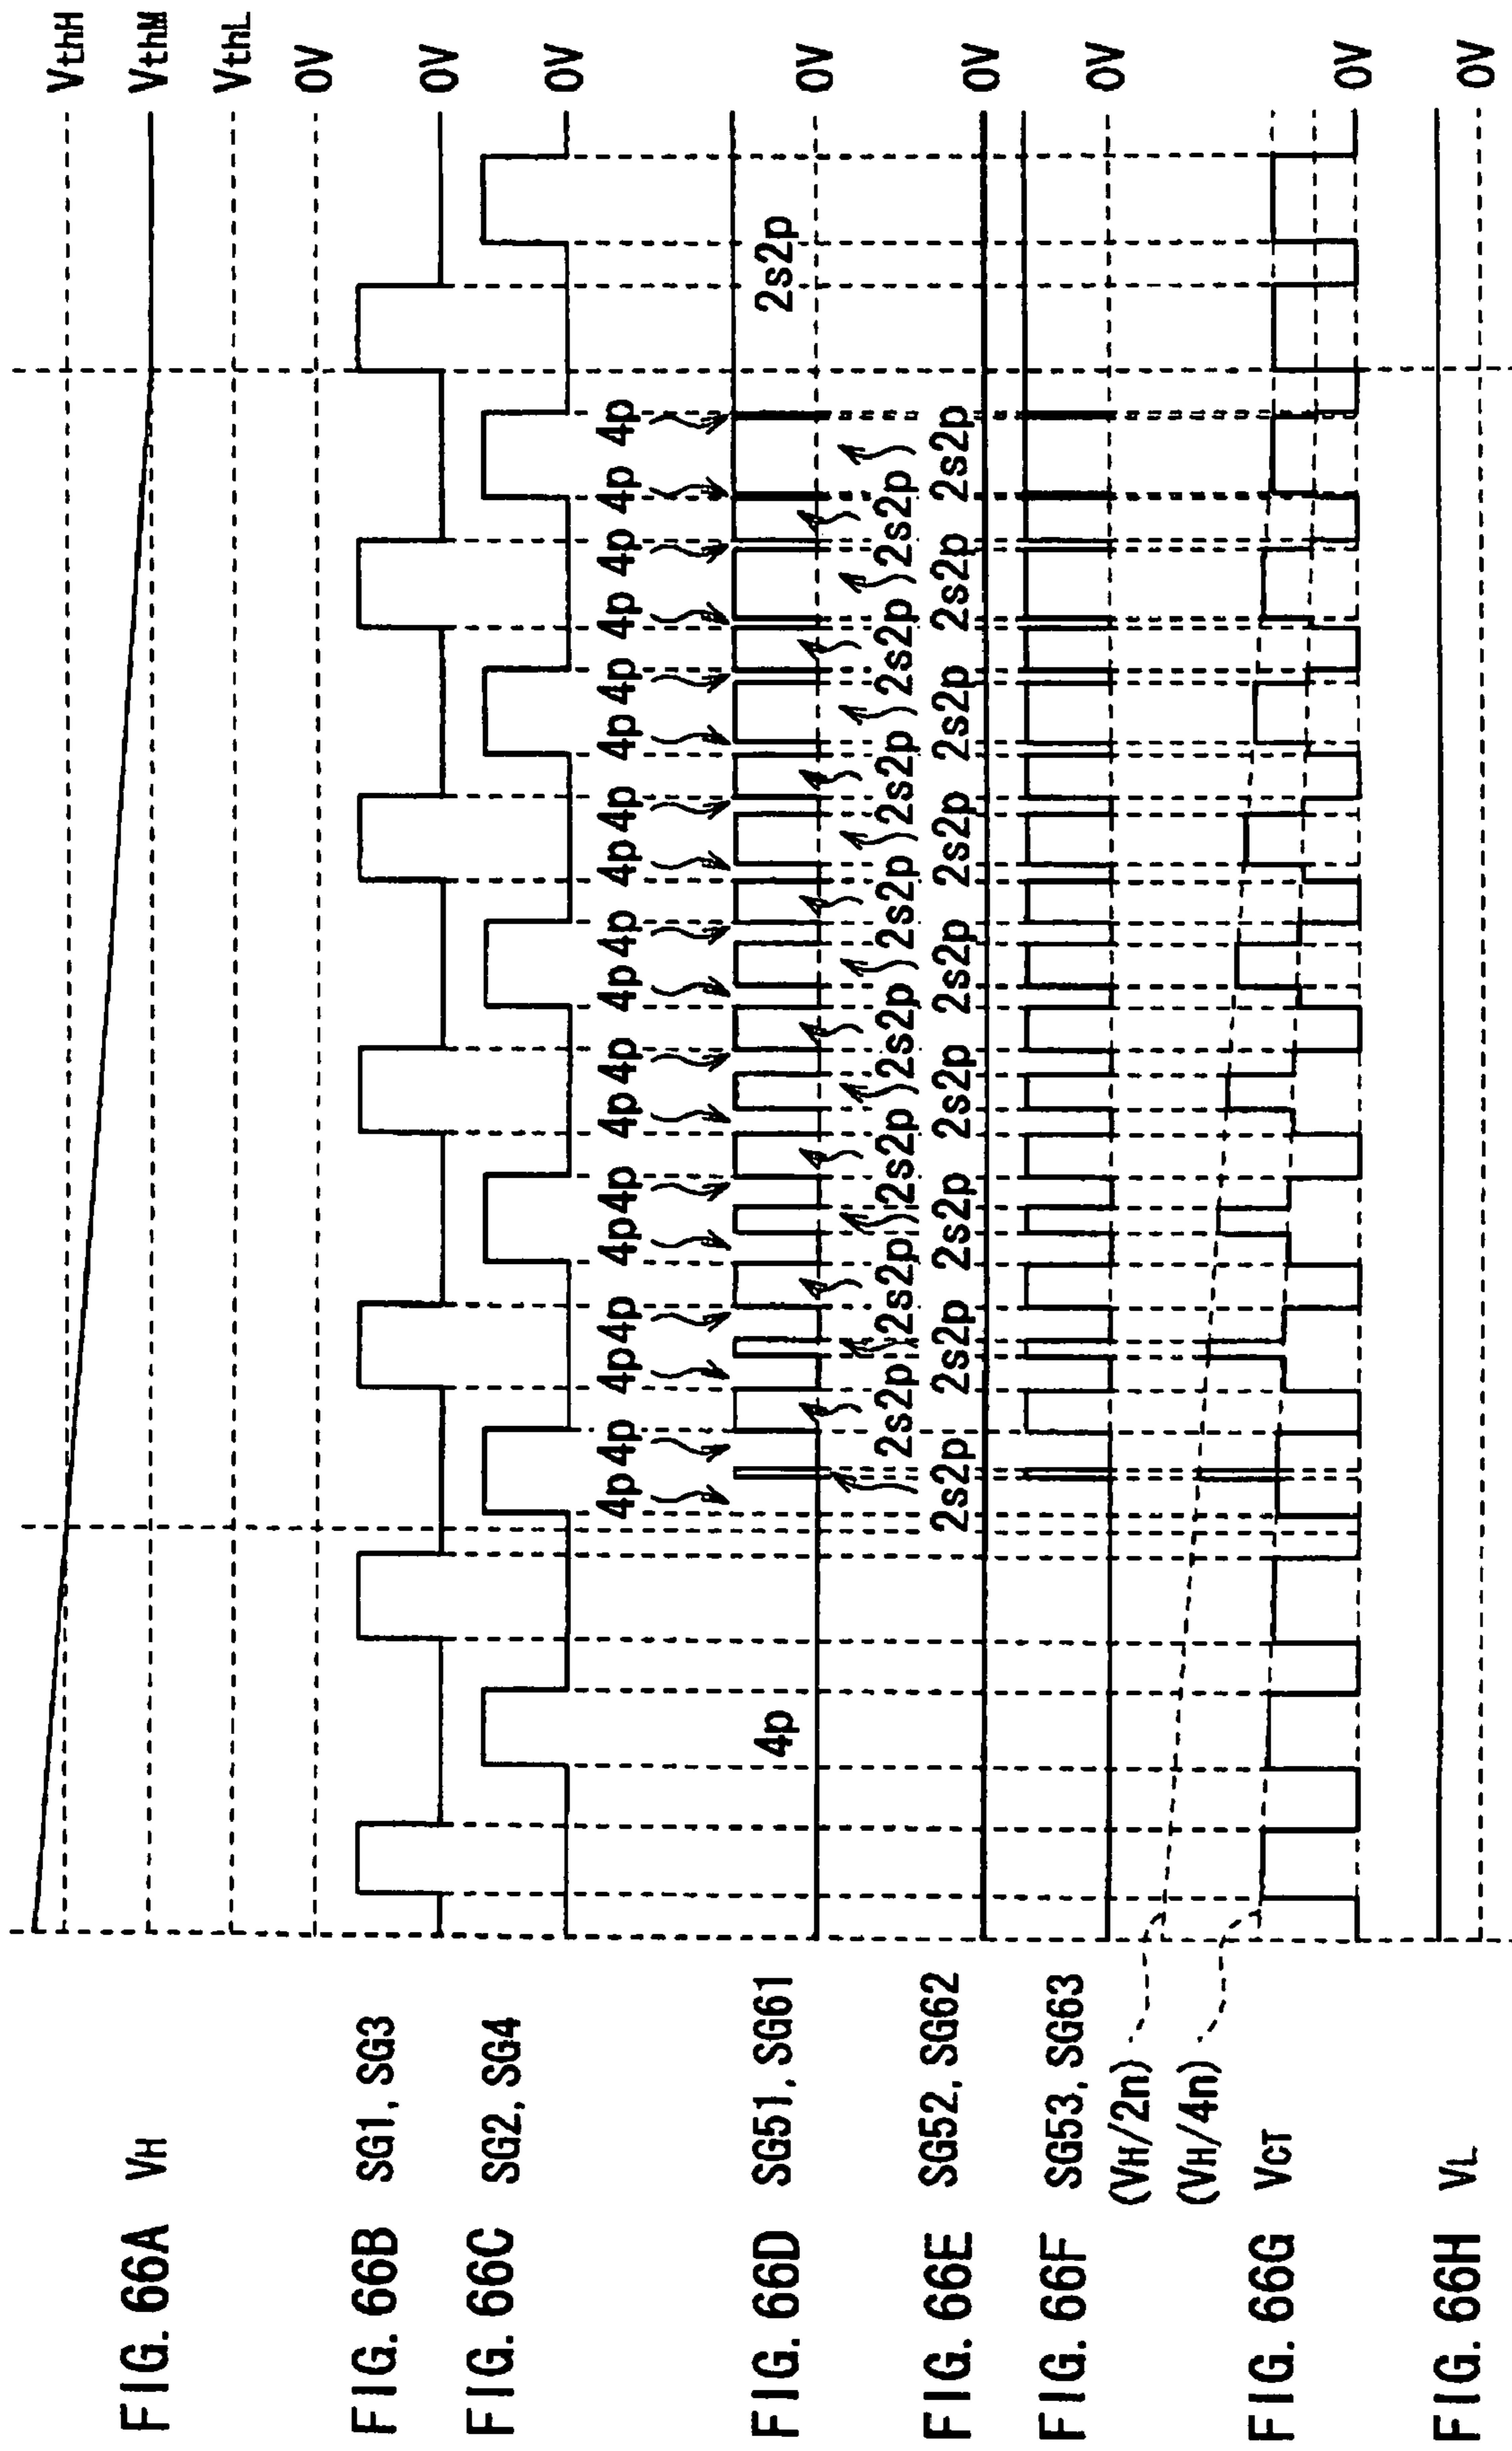 VthH
FIG. 66A VH VthM
VthL
0V
FIG. 66B SG1, SG3 0V
FIG. 66C SG2, SG4 0V
4p 4p 4p 4p 4p 4p 4p 4p 4p 4p 4p 4p 4p 4p 4p 4p 4p 4p
FIG. 66D SG51, SG61 4p 2s2p 0V
2s2p 2s2p 2s2p 2s2p 2s2p 2s2p 2s2p 2s2p
2s2p 2s2p 2s2p 2s2p 2s2p 2s2p 2s2p 2s2p 2s2p
FIG. 66E SG52, SG62 0V
FIG. 66F SG53, SG63 0V
(VH/2n)
(VH/4n)
FIG. 66G VCT 0V
FIG. 66H VL 0V